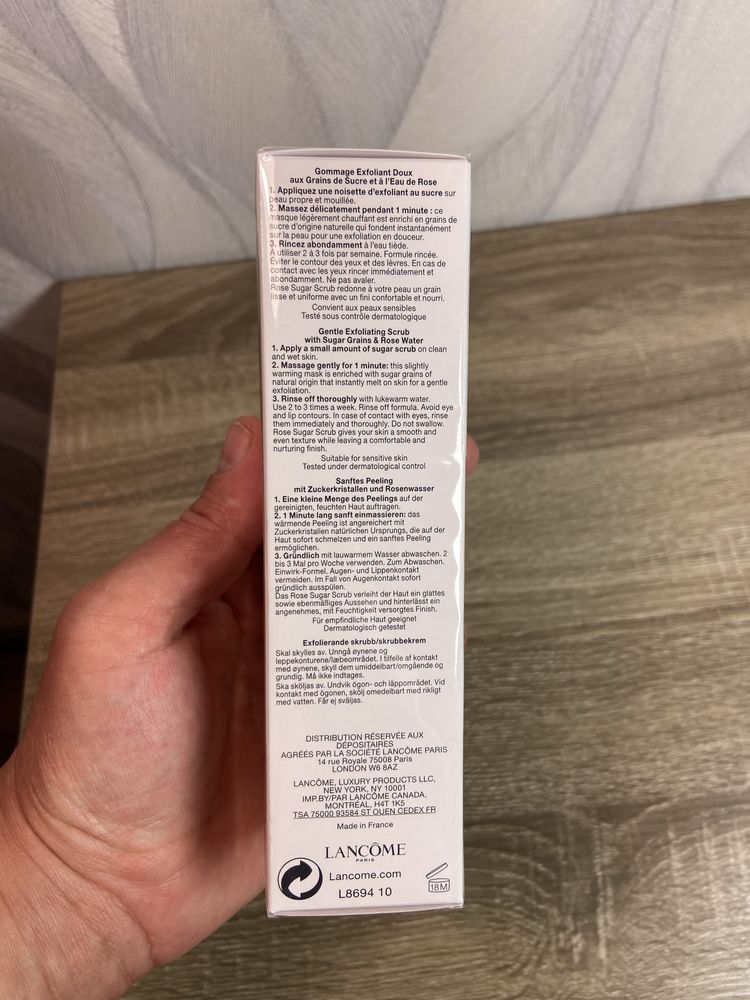 Gommage Exfoliant Doux
aux Grains de Sucre et à l'Eau de Rose
1. Appliquez une noisette d'exfoliant au sucre sur
peau propre et mouillée.
2. Massez délicatement pendant 1 minute : ce
masque légèrement chauffant est enrichi en grains de
sucre d'origine naturelle qui fondent instantanément
sur la peau pour une exfoliation en douceur.
3. Rincez abondamment à l'eau tiède.
A utiliser 2 à 3 fois par semaine. Formule rincée.
Eviter le contour des yeux et des lèvres. En cas de
contact avec les yeux rincer immédiatement et
abondamment. Ne pas avaler.
Rose Sugar Scrub redonne à votre peau un grain
lisse et uniforme avec un fini confortable et nourri.
Convient aux peaux sensibles
Testé sous contrôle dermatologique
Gentle Exfoliating Scrub
with Sugar Grains & Rose Water
1. Apply a small amount of sugar scrub on clean
and wet skin.
2. Massage gently for 1 minute: this slightly
warming mask is enriched with sugar grains of
natural origin that instantly melt on skin for a gentle
exfoliation.
3. Rinse off thoroughly with lukewarm water.
Use 2 to 3 times a week. Rinse off formula. Avoid eye
and lip contours. In case of contact with eyes, rinse
them immediately and thoroughly. Do not swallow.
Rose Sugar Scrub gives your skin a smooth and
even texture while leaving a comfortable and
nurturing finish.
Suitable for sensitive skin
Tested under dermatological control
Sanftes Peeling
mit Zuckerkristallen und Rosenwasser
1. Eine kleine Menge des Peelings auf der
gereinigten, feuchten Haut auftragen.
2. 1 Minute lang sanft einmassieren: das
wärmende Peeling ist angereichert mit
Zuckerkristallen natürlichen Ursprungs, die auf der
Haut sofort schmelzen und ein sanftes Peeling
ermöglichen.
3. Gründlich mit lauwarmem Wasser abwaschen. 2
bis 3 Mal pro Woche verwenden. Zum Abwaschen.
Einwirk-Formel. Augen- und Lippenkontakt
vermeiden. Im Fall von Augenkontakt sofort
gründlich ausspülen.
Das Rose Sugar Scrub verleiht der Haut ein glattes
sowie ebenmäßiges Aussehen und hinterlässt ein
angenehmes, mit Feuchtigkeit versorgtes Finish.
Für empfindliche Haut geeignet
Dermatologisch getestet
Exfolierande skrubb/skrubbekrem
Skal skylles av. Unngå øynene og
leppekonturene/læbeområdet. I tilfelle af kontakt
med øynene, skyll dem umiddelbart/omgående og
grundig. Må ikke indtages.
Ska sköljas av. Undvik ögon- och läppområdet. Vid
kontakt med ögonen, skölj omedelbart med rikligt
med vatten. Får ej sväljas.
DISTRIBUTION RÉSERVÉE AUX
DÉPOSITAIRES
AGRÉÉS PAR LA SOCIÉTÉ LANCÔME PARIS
14 rue Royale 75008 Paris
LONDON W6 8AZ
LANCÔME, LUXURY PRODUCTS LLC,
NEW YORK, NY 10001
IMP.BY/PAR LANCÔME CANADA,
MONTRÉAL, H4T 1K5
TSA 75000 93584 ST OUEN CEDEX FR
Made in France
LANCÔME
PARIS
Lancome.com
18M
L8694 10